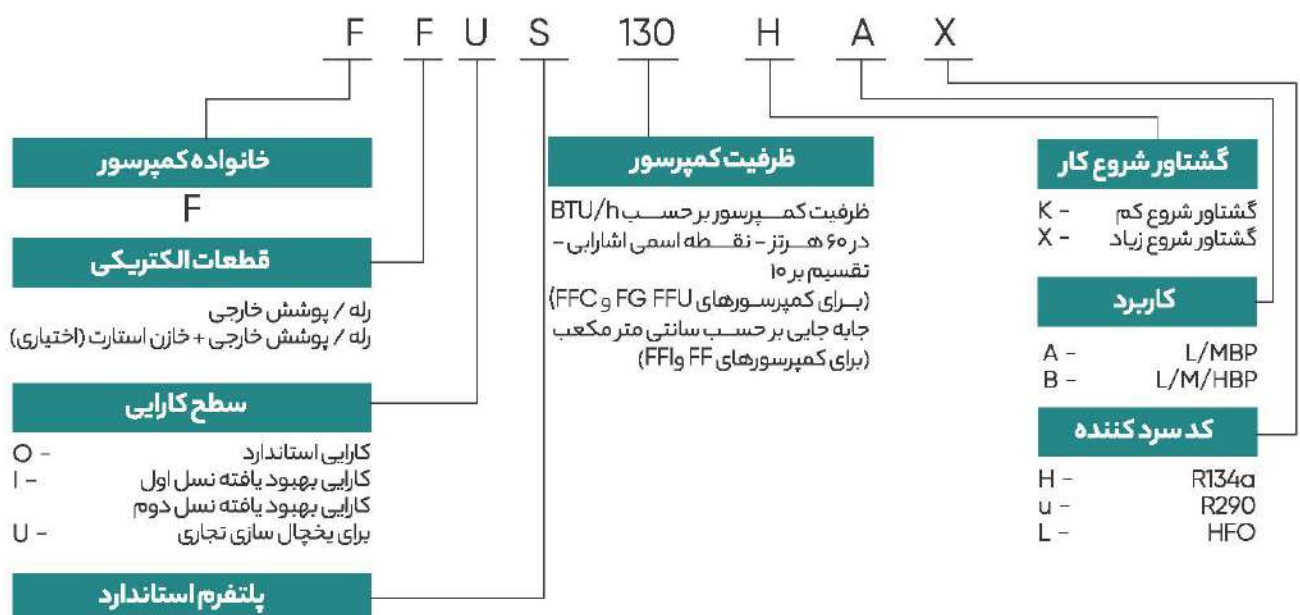 F F U S 130 H A X
خانواده کمپرسور
F
قطعات الکتریکی
رله / پوشش خارجی
رله / پوشش خارجی + خازن استارت (اختیاری)
سطح کارایی
کارایی استاندارد - O
کارایی بهبود یافته نسل اول - I
کارایی بهبود یافته نسل دوم
برای یخچال سازی تجاری - U
پلتفرم استاندارد
ظرفیت کمپرسور
ظرفیت کمپرسور بر حسب BTU/h
در ۶۰ هرتز - نقطه اسمی اشارایی -
تقسیم بر ۱۰
(برای کمپرسورهای FG FFU و FFC)
جابه جایی بر حسب سانتی متر مکعب
(برای کمپرسورهای FF و FFI)
گشتاور شروع کار
گشتاور شروع کم - K
گشتاور شروع زیاد - X
کاربرد
A - L/MBP
B - L/M/HBP
کد سرد کننده
H - R134a
u - R290
L - HFO